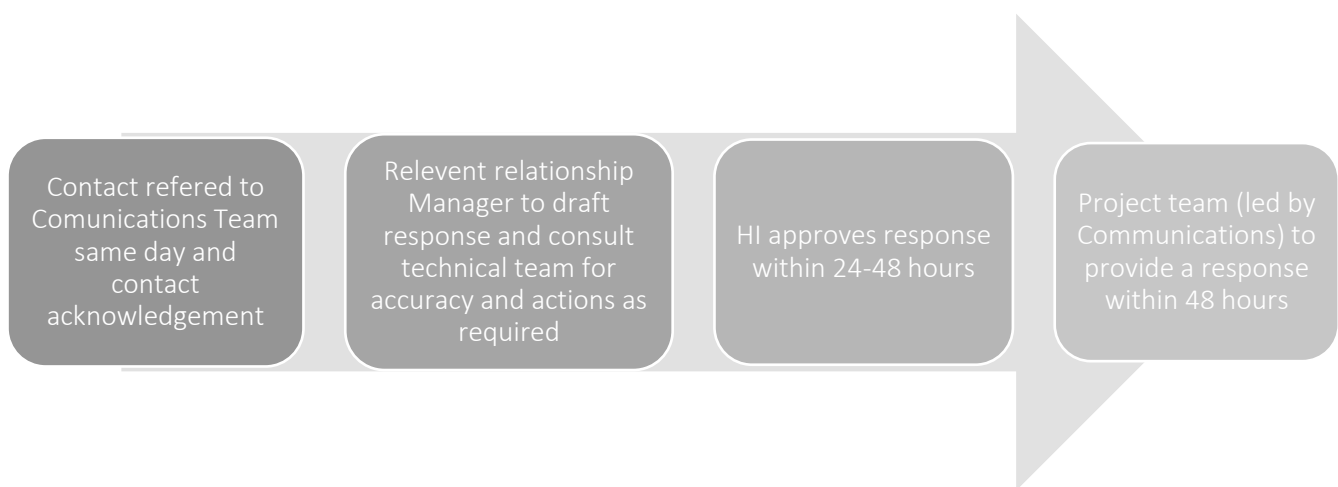 Contact refered to
Comunications Team
same day and
contact
acknowledgement
Relevent relationship
Manager to draft
response and consult
technical team for
accuracy and actions as
required
HI approves response
within 24-48 hours
Project team (led by
Communications) to
provide a response
within 48 hours